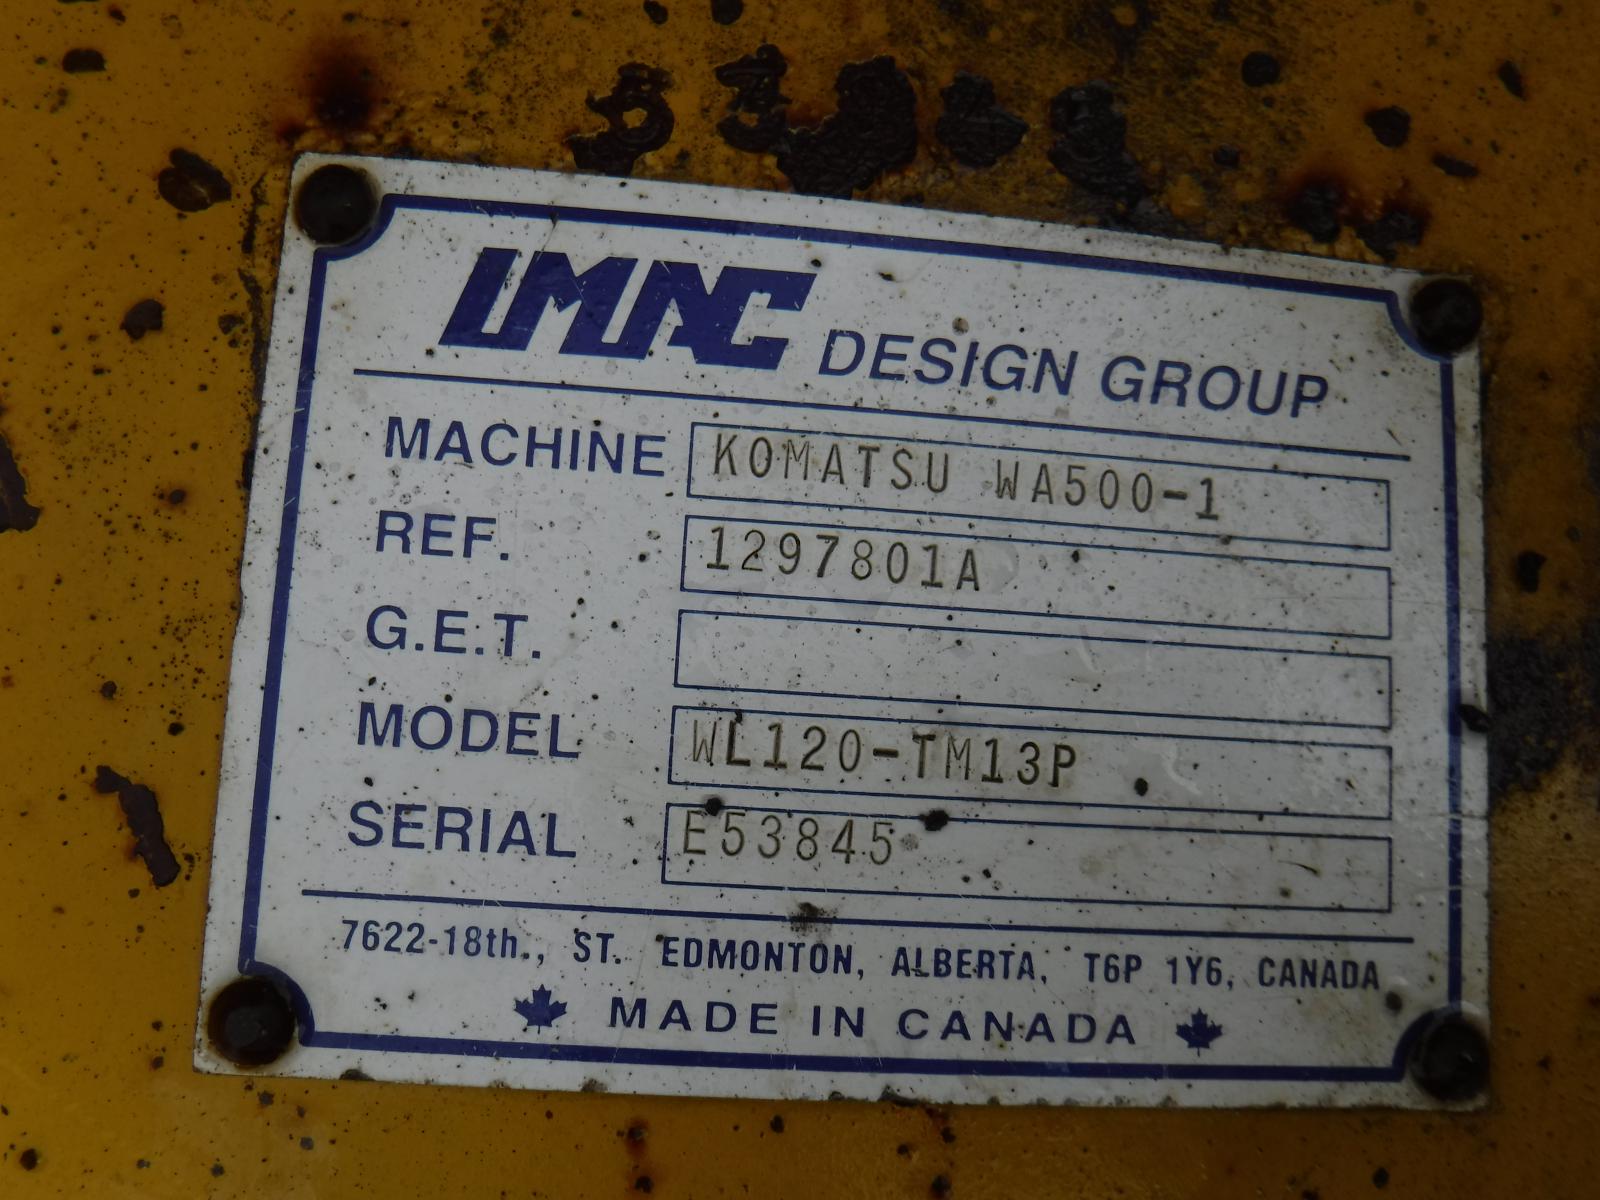 IMAC DESIGN GROUP
MACHINE KOMATSU WA500-1
REF. 1297801A
G.E.T.
MODEL WL120-TM13P
SERIAL E53845
7622-18th., ST. EDMONTON, ALBERTA, T6P 1Y6, CANADA
MADE IN CANADA